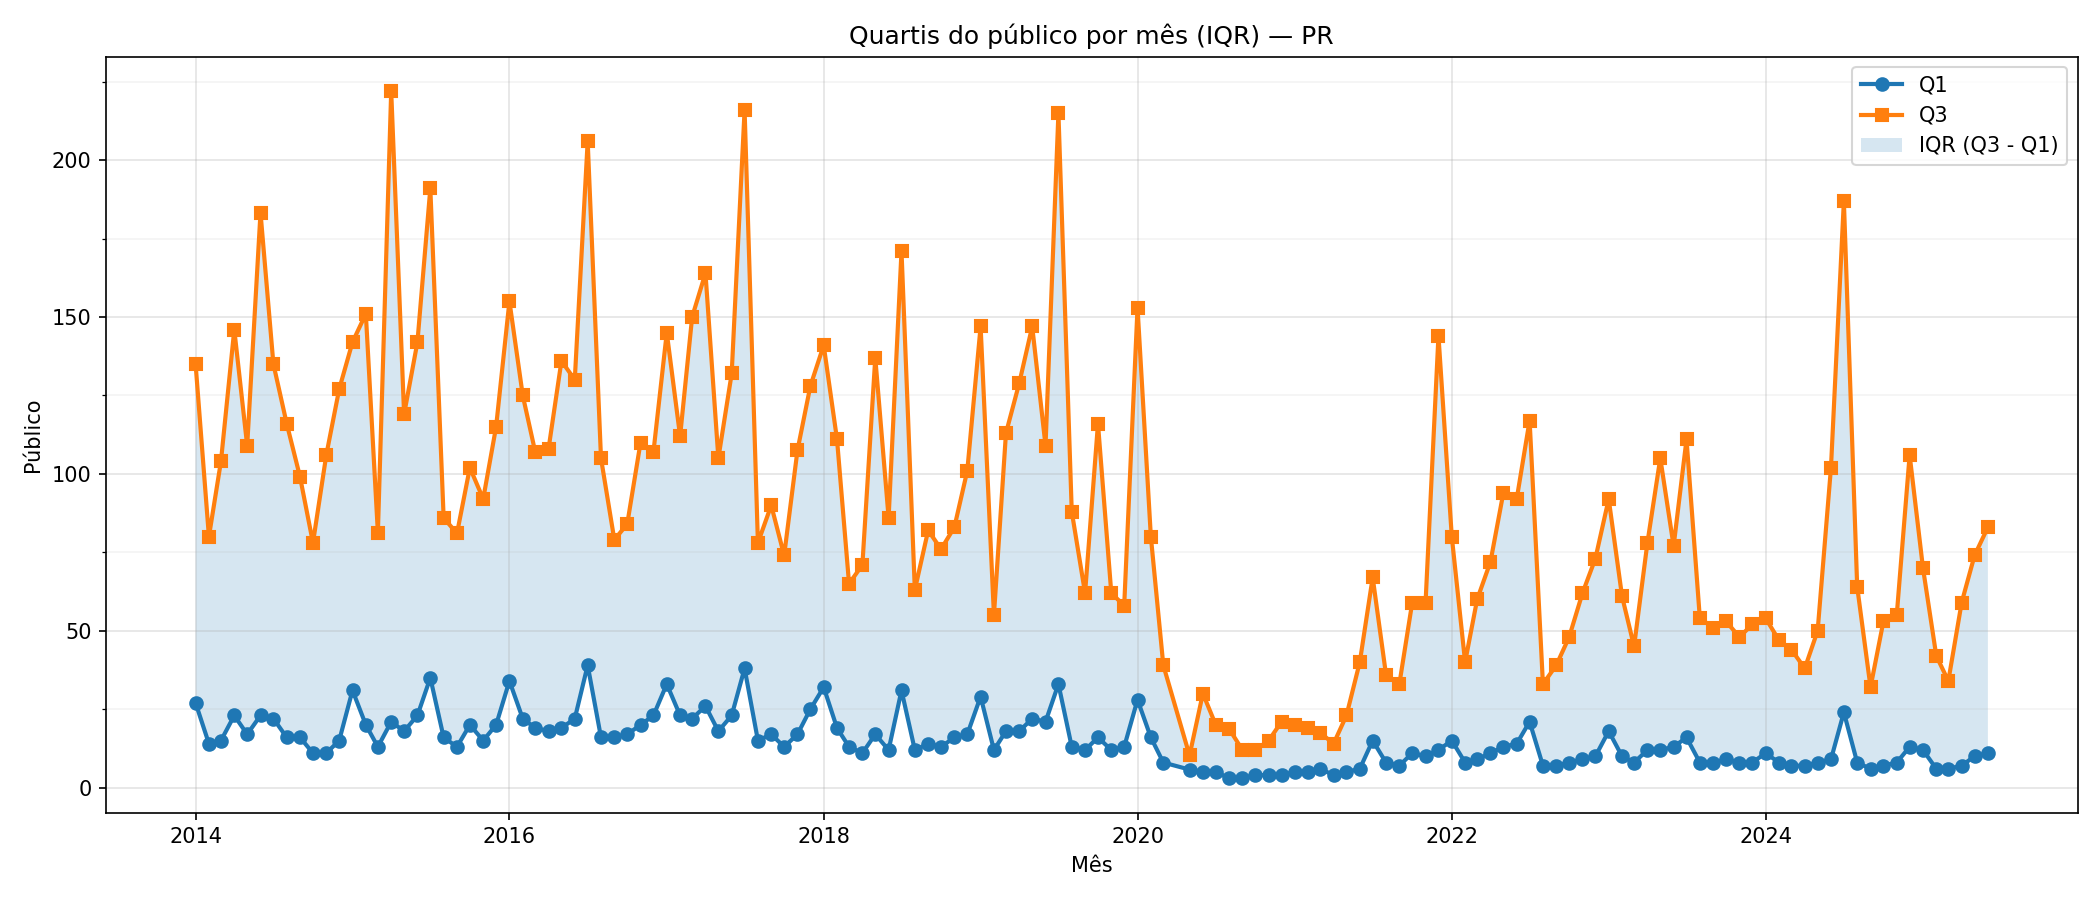 Quartis do público por mês (IQR) — PR
Q1
Q3
IQR (Q3 - Q1)
Público
200
150
100
50
0
2014
2016
2018
2020
2022
2024
Mês